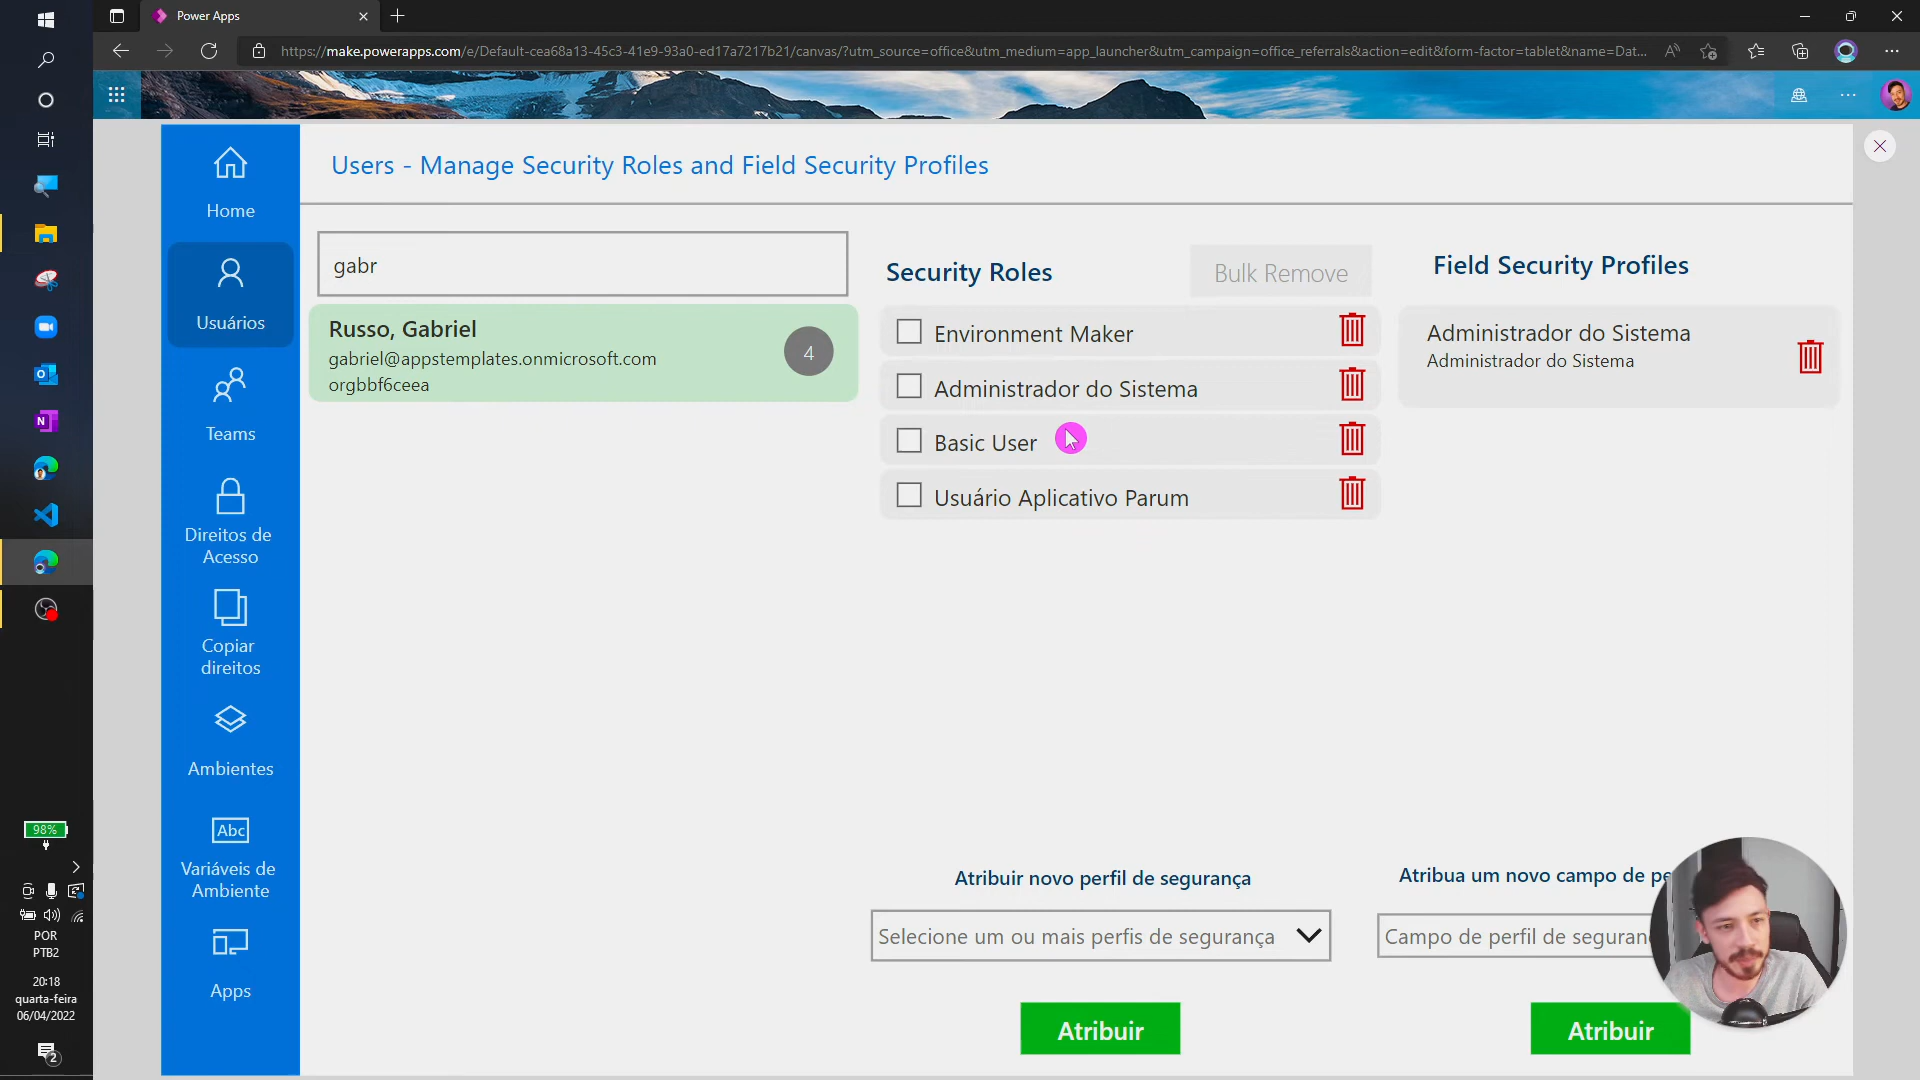 Power Apps
https://make.powerapps.com/e/Default-cea68a13-45c3-41e9-93a0-ed17a7217b21/canvas/?utm_source=office&utm_medium=app_launcher&utm_campaign=office_referrals&action=edit&form-factor=tablet&name=Dat...
Users - Manage Security Roles and Field Security Profiles
Home
Usuários
Teams
Direitos de
Acesso
Copiar
direitos
Ambientes
Abc
Variáveis de
Ambiente
Apps
gabr
Russo, Gabriel
gabriel@appstemplates.onmicrosoft.com
orgbbf6ceea
4
Security Roles
Bulk Remove
Environment Maker
Administrador do Sistema
Basic User
Usuário Aplicativo Parum
Field Security Profiles
Administrador do Sistema
Administrador do Sistema
Atribuir novo perfil de segurança
Selecione um ou mais perfis de segurança
Atribuir
Atribua um novo campo de pe
Campo de perfil de seguran
Atribuir
98%
POR
PTB2
20:18
quarta-feira
06/04/2022
2